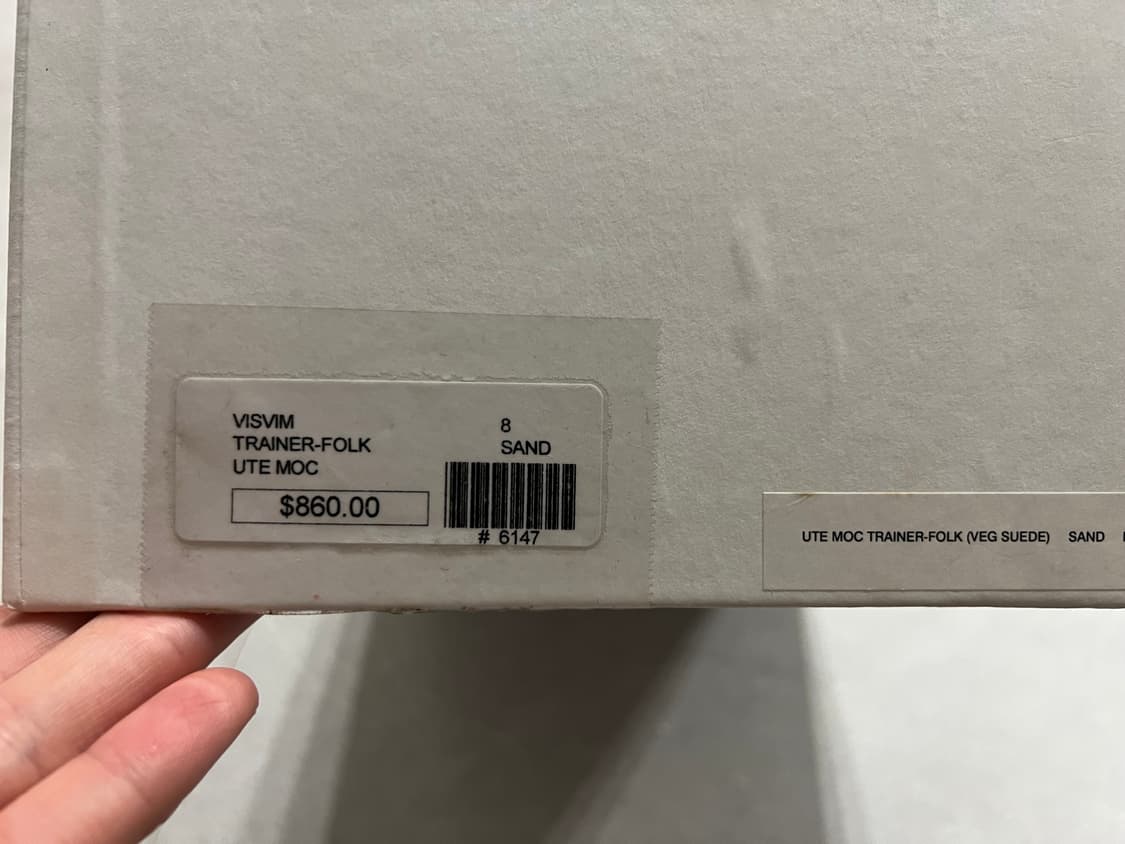 VISVIM
TRAINER-FOLK
UTE MOC
$860.00
8
SAND
# 6147
UTE MOC TRAINER-FOLK (VEG SUEDE) SAND